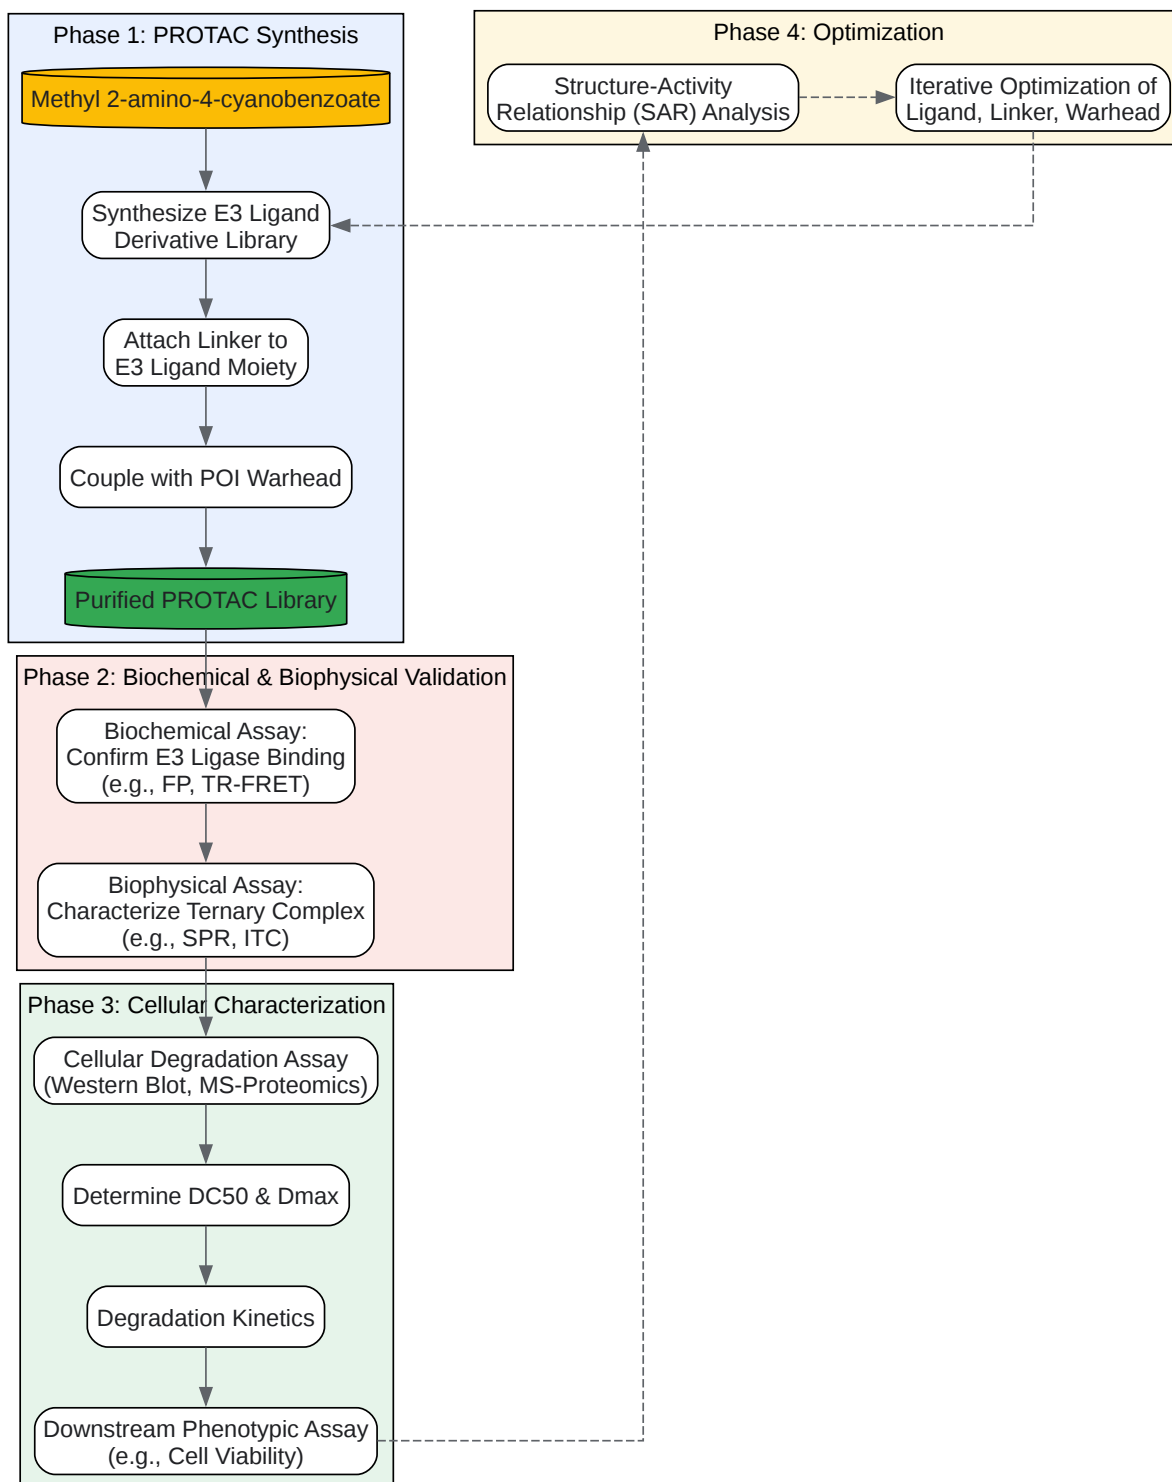 Phase 1: PROTAC Synthesis
Methyl 2-amino-4-cyanobenzoate
Synthesize E3 Ligand
Derivative Library
Attach Linker to
E3 Ligand Moiety
Couple with POI Warhead
Purified PROTAC Library
Phase 2: Biochemical & Biophysical Validation
Biochemical Assay:
Confirm E3 Ligase Binding
(e.g., FP, TR-FRET)
Biophysical Assay:
Characterize Ternary Complex
(e.g., SPR, ITC)
Phase 3: Cellular Characterization
Cellular Degradation Assay
(Western Blot, MS-Proteomics)
Determine DC50 & Dmax
Degradation Kinetics
Downstream Phenotypic Assay
(e.g., Cell Viability)
Phase 4: Optimization
Structure-Activity
Relationship (SAR) Analysis
Iterative Optimization of
Ligand, Linker, Warhead